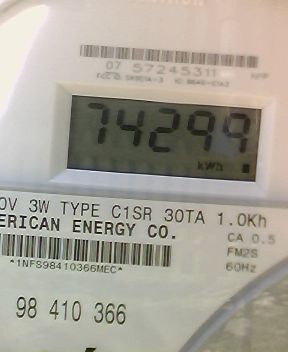 07 57245311
74299
kWh
0V 3W TYPE C1SR 30TA 1.0Kh
ERICAN ENERGY CO.
CA 0.5
FM2S
60Hz
*1NFS98410366MEC*
98 410 366